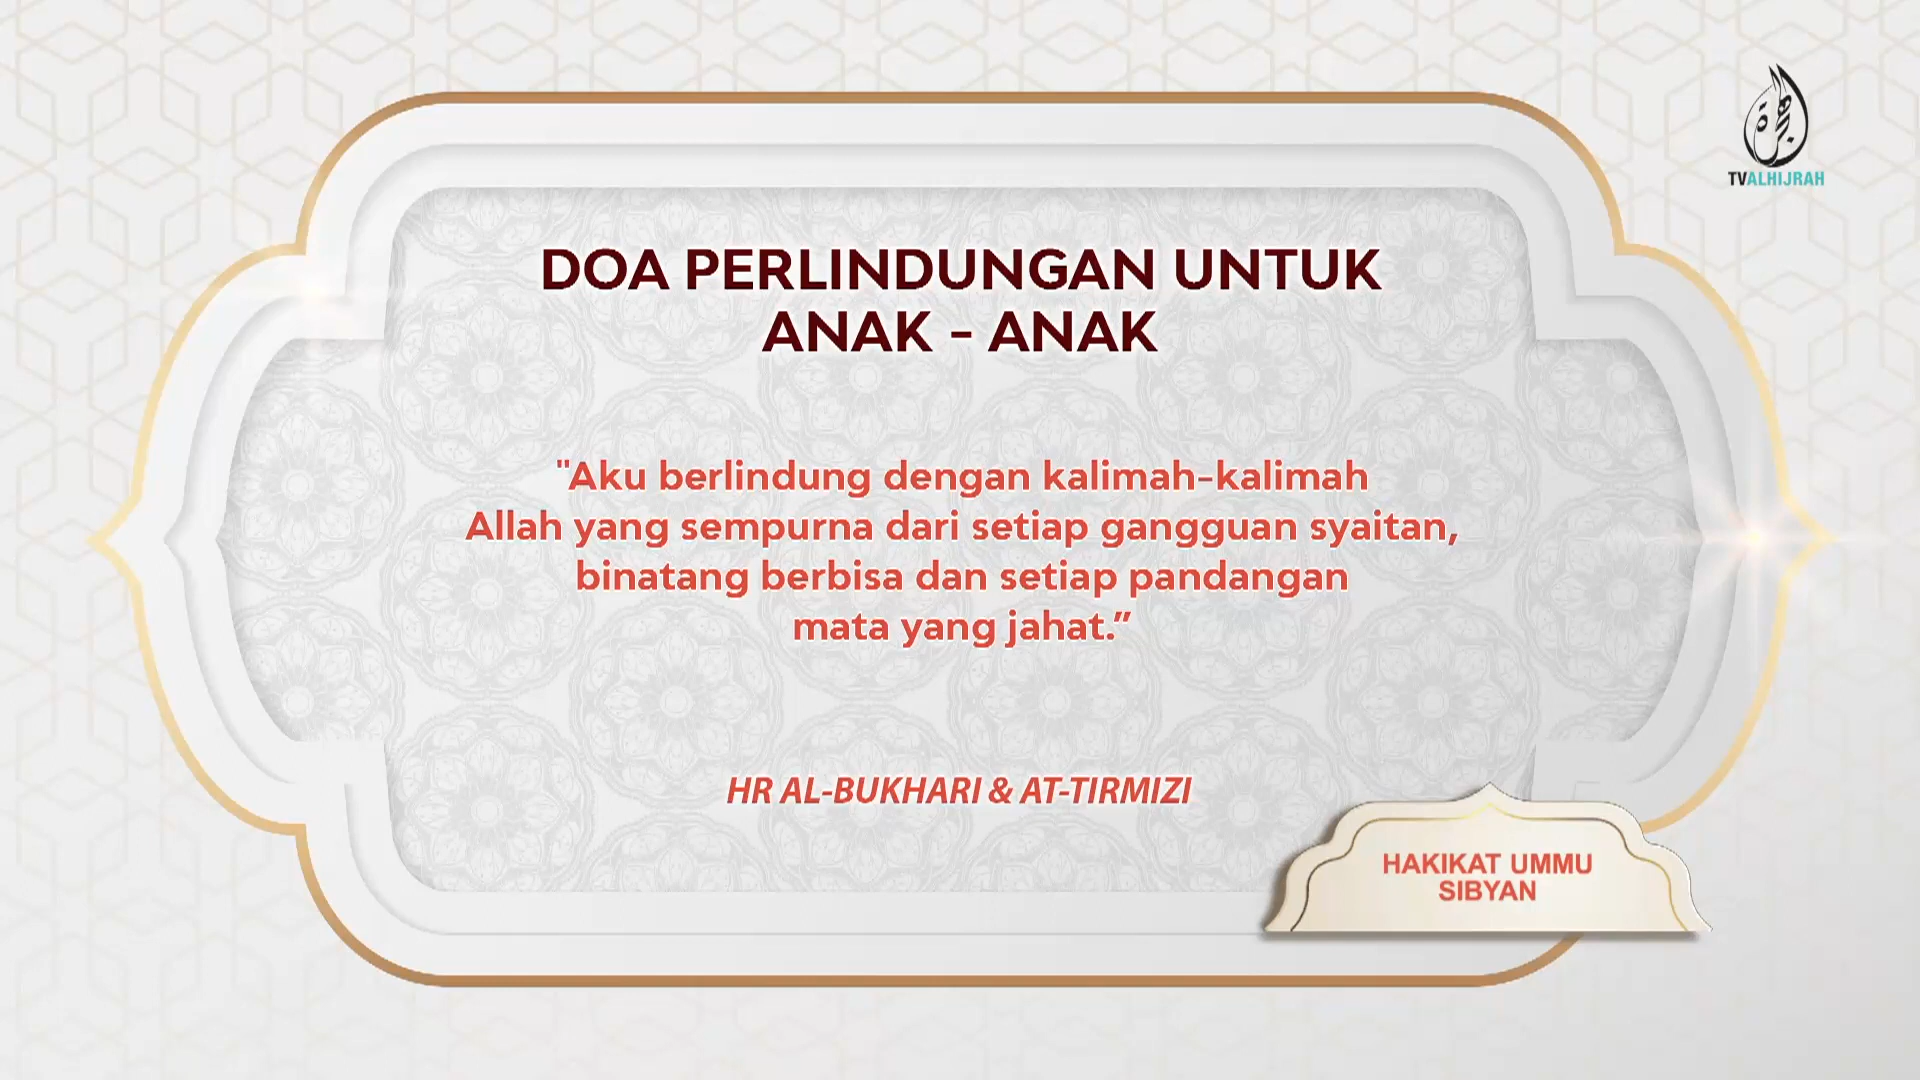 TVALHIJRAH
DOA PERLINDUNGAN UNTUK
ANAK - ANAK
"Aku berlindung dengan kalimah-kalimah
Allah yang sempurna dari setiap gangguan syaitan,
binatang berbisa dan setiap pandangan
mata yang jahat.”
HR AL-BUKHARI & AT-TIRMIZI
HAKIKAT UMMU
SIBYAN